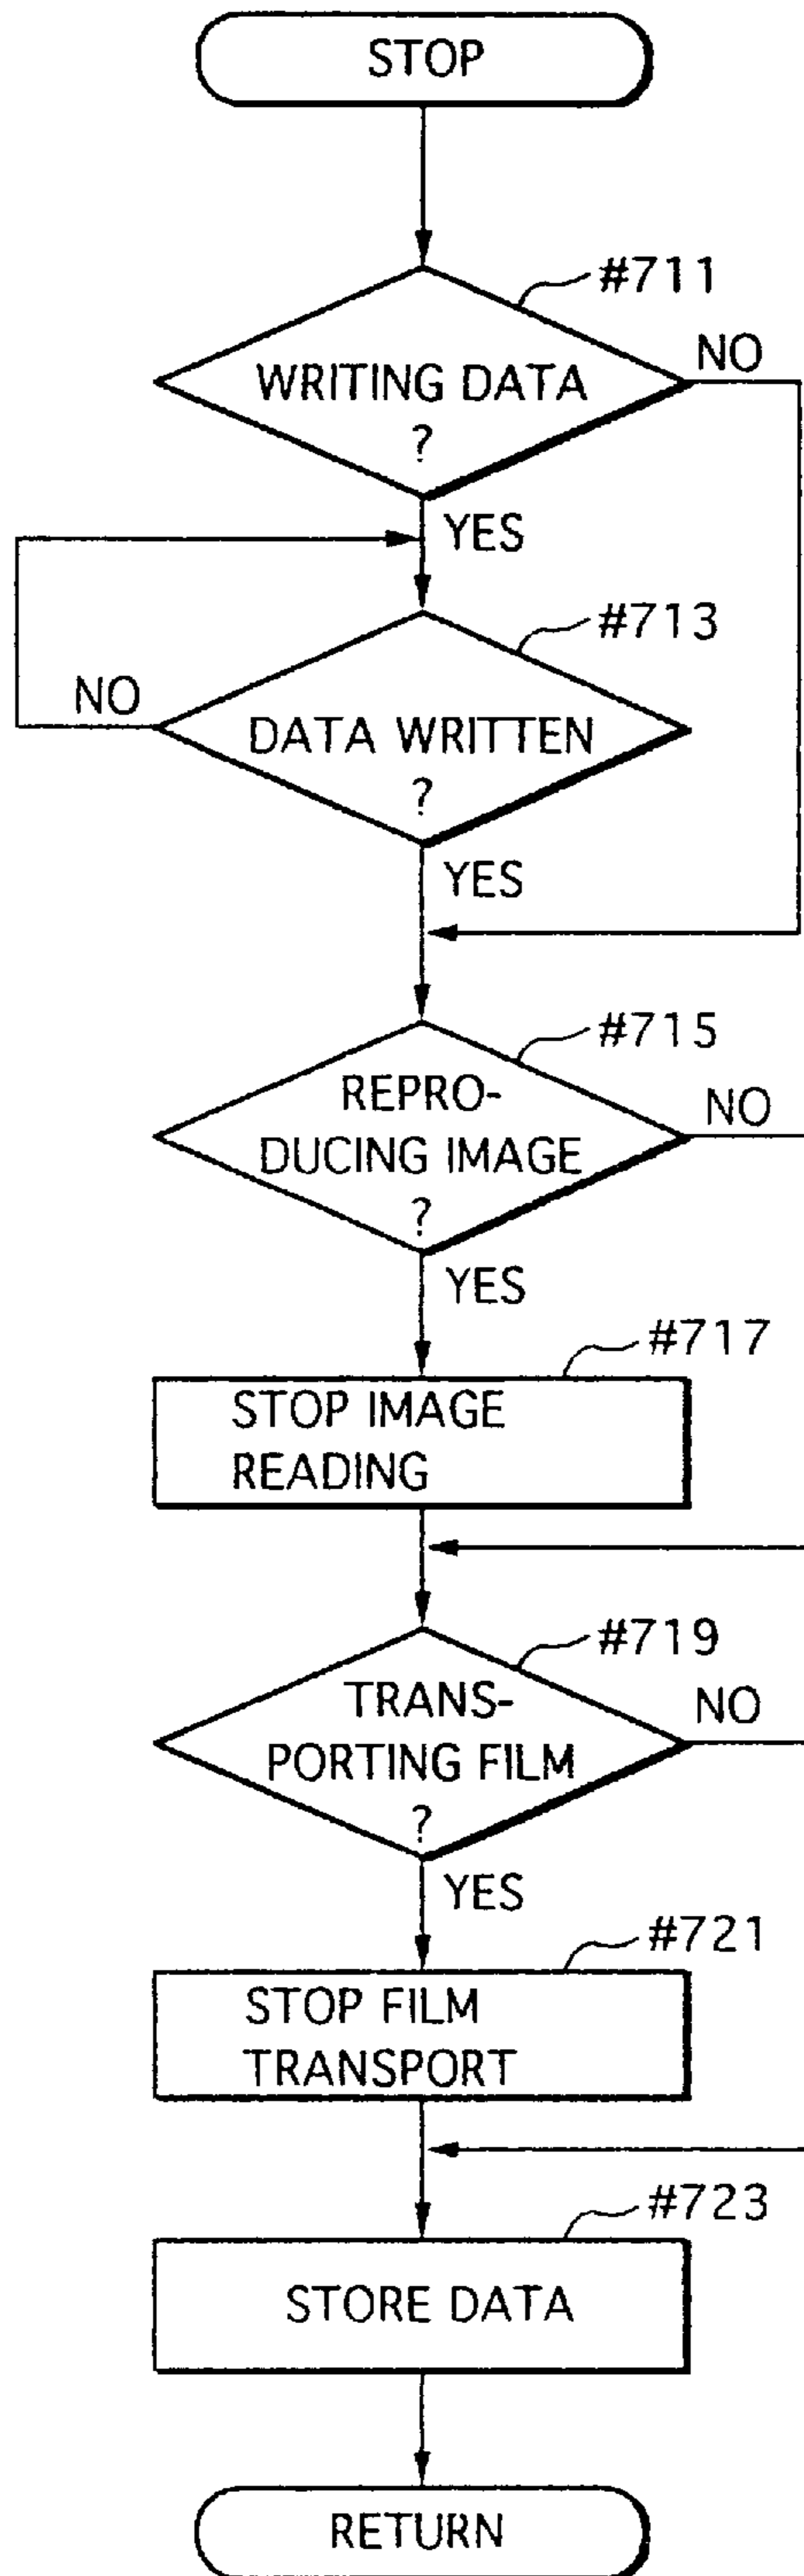 STOP
#711
WRITING DATA
?
NO
YES
#713
NO
DATA WRITTEN
?
YES
#715
REPRO-
DUCING IMAGE
?
NO
YES
#717
STOP IMAGE
READING
#719
TRANS-
PORTING FILM
?
NO
YES
#721
STOP FILM
TRANSPORT
#723
STORE DATA
RETURN